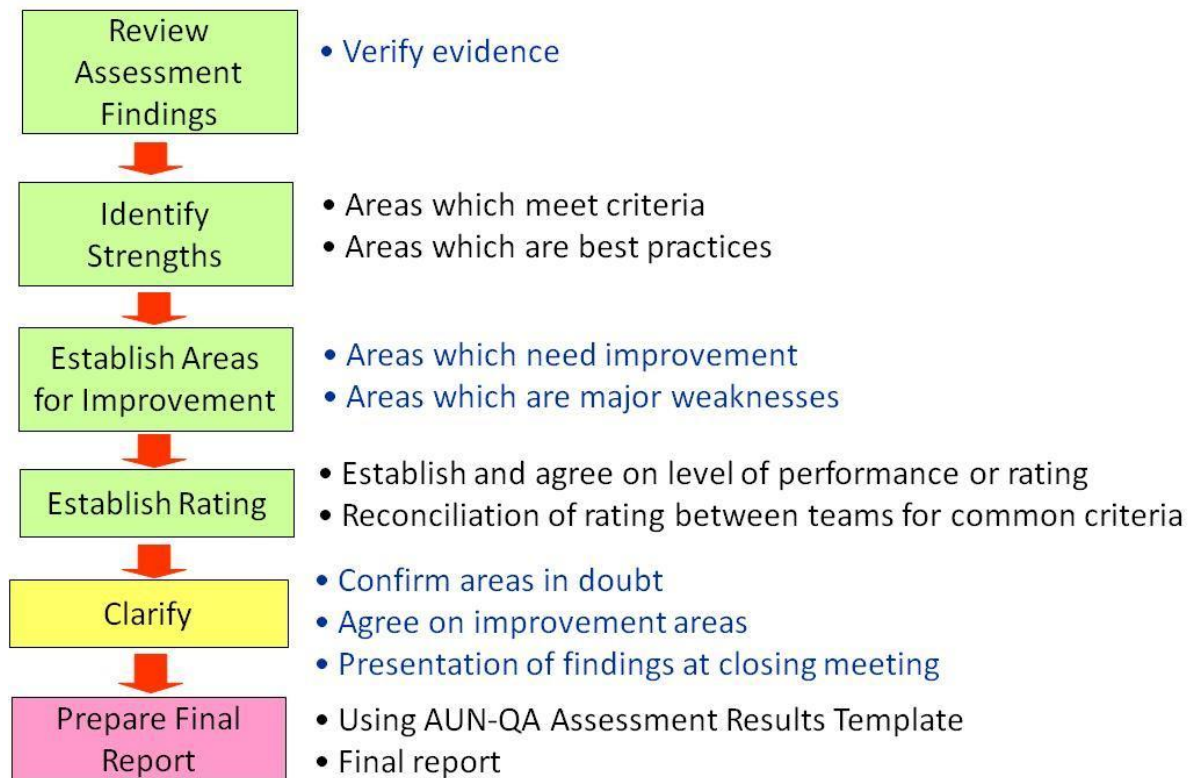 Review
Assessment
Findings
• Verify evidence
Identify
Strengths
• Areas which meet criteria
• Areas which are best practices
Establish Areas
for Improvement
• Areas which need improvement
• Areas which are major weaknesses
Establish Rating
• Establish and agree on level of performance or rating
• Reconciliation of rating between teams for common criteria
Clarify
• Confirm areas in doubt
• Agree on improvement areas
• Presentation of findings at closing meeting
Prepare Final
Report
• Using AUN-QA Assessment Results Template
• Final report